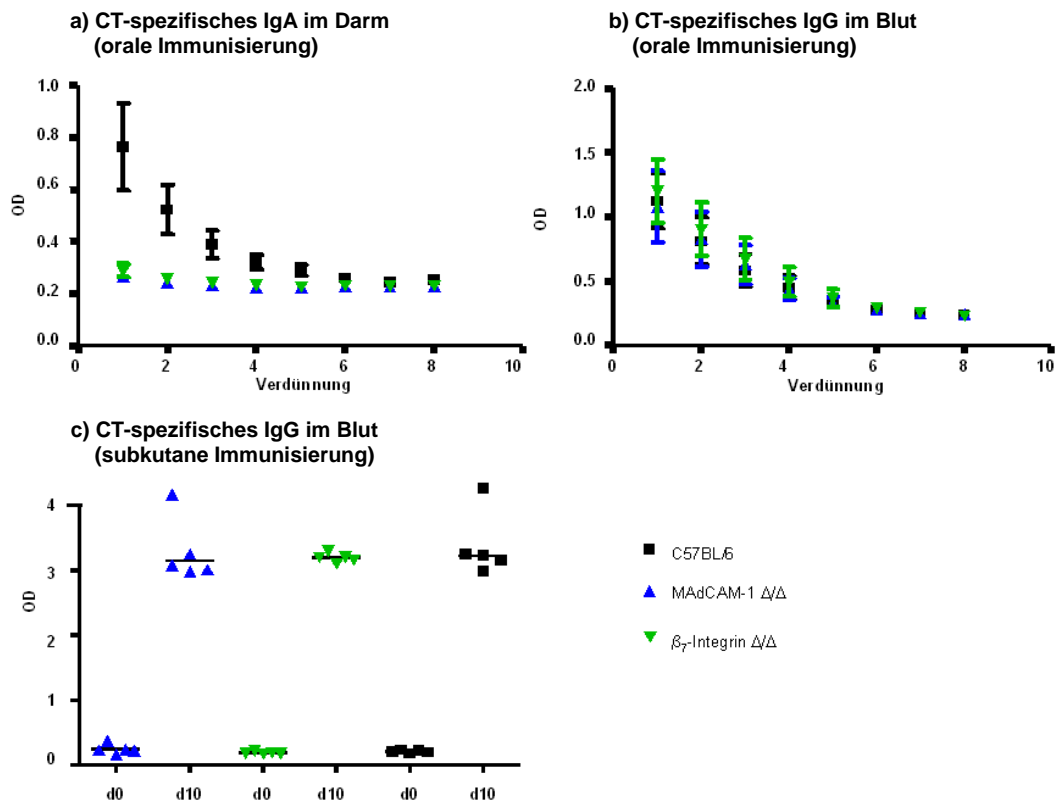 a) CT-spezifisches IgA im Darm
(orale Immunisierung)
1.0
0.8
0.6
0.4
0.2
0.0
OD
0 2 4 6 8 10
Verdünnung
b) CT-spezifisches IgG im Blut
(orale Immunisierung)
2.0
1.5
1.0
0.5
0.0
OD
0 2 4 6 8 10
Verdünnung
c) CT-spezifisches IgG im Blut
(subkutane Immunisierung)
4
3
2
1
0
OD
d0 d10 d0 d10 d0 d10
C57BL/6
MAdCAM-1 Δ/Δ
β7-Integrin Δ/Δ